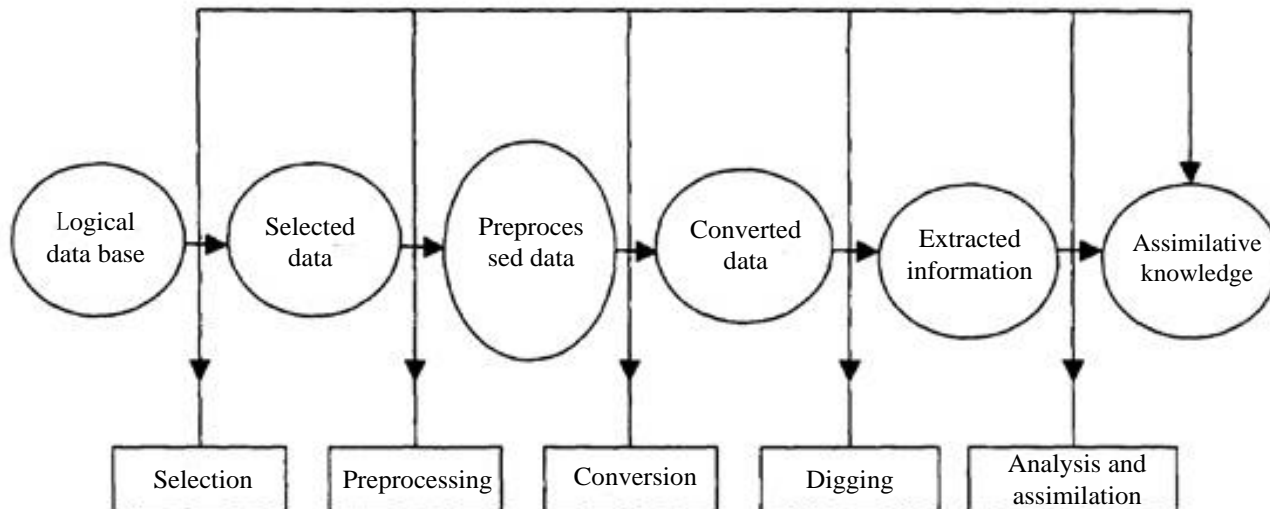 Logical
data base
Selected
data
Preproces
sed data
Converted
data
Extracted
information
Assimilative
knowledge
Selection
Preprocessing
Conversion
Digging
Analysis and
assimilation